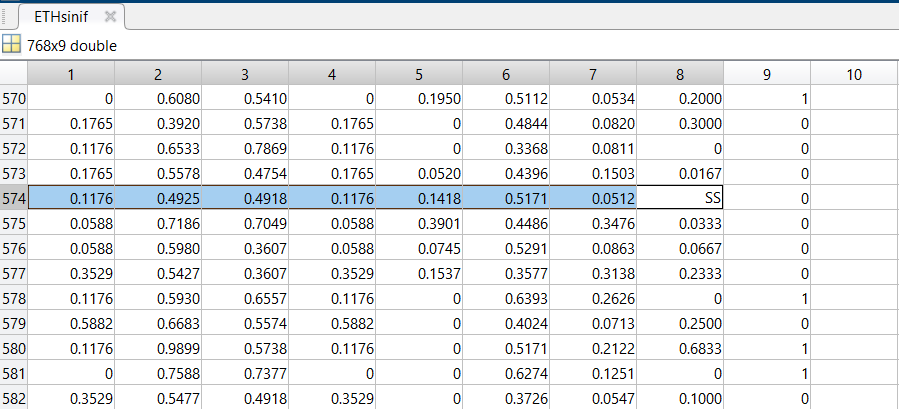 ETHsinif
768x9 double
1 2 3 4 5 6 7 8 9 10
570 0 0.6080 0.5410 0 0.1950 0.5112 0.0534 0.2000 1
571 0.1765 0.3920 0.5738 0.1765 0 0.4844 0.0820 0.3000 0
572 0.1176 0.6533 0.7869 0.1176 0 0.3368 0.0811 0 0
573 0.1765 0.5578 0.4754 0.1765 0.0520 0.4396 0.1503 0.0167 0
574 0.1176 0.4925 0.4918 0.1176 0.1418 0.5171 0.0512 SS 0
575 0.0588 0.7186 0.7049 0.0588 0.3901 0.4486 0.3476 0.0333 0
576 0.0588 0.5980 0.3607 0.0588 0.0745 0.5291 0.0863 0.0667 0
577 0.3529 0.5427 0.3607 0.3529 0.1537 0.3577 0.3138 0.2333 0
578 0.1176 0.5930 0.6557 0.1176 0 0.6393 0.2626 0 1
579 0.5882 0.6683 0.5574 0.5882 0 0.4024 0.0713 0.2500 0
580 0.1176 0.9899 0.5738 0.1176 0 0.5171 0.2122 0.6833 1
581 0 0.7588 0.7377 0 0 0.6274 0.1251 0 1
582 0.3529 0.5477 0.4918 0.3529 0 0.3726 0.0547 0.1000 0